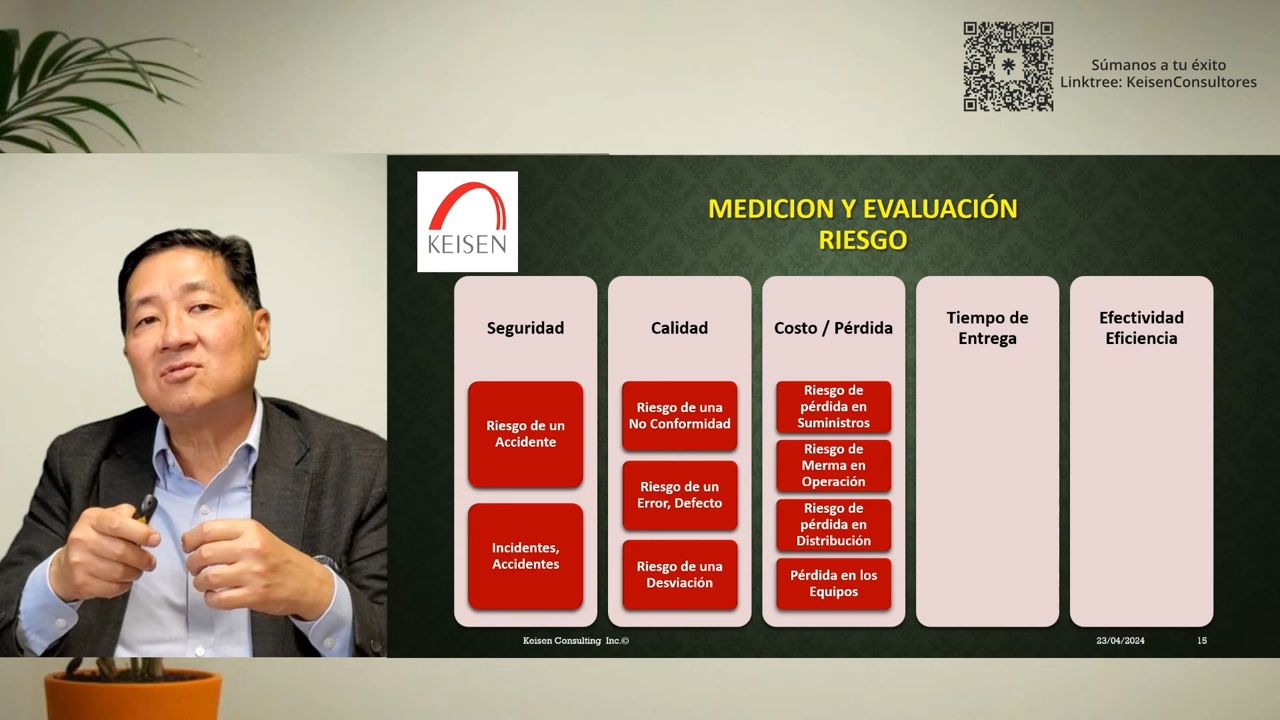 Súmanos a tu éxito
Linktree: KeisenConsultores
KEISEN
MEDICION Y EVALUACIÓN
RIESGO
Seguridad
Riesgo de un
Accidente
Incidentes,
Accidentes
Calidad
Riesgo de una
No Conformidad
Riesgo de un
Error, Defecto
Riesgo de una
Desviación
Costo / Pérdida
Riesgo de
pérdida en
Suministros
Riesgo de
Merma en
Operación
Riesgo de
pérdida en
Distribución
Pérdida en los
Equipos
Tiempo de
Entrega
Efectividad
Eficiencia
Keisen Consulting Inc.©
23/04/2024
15